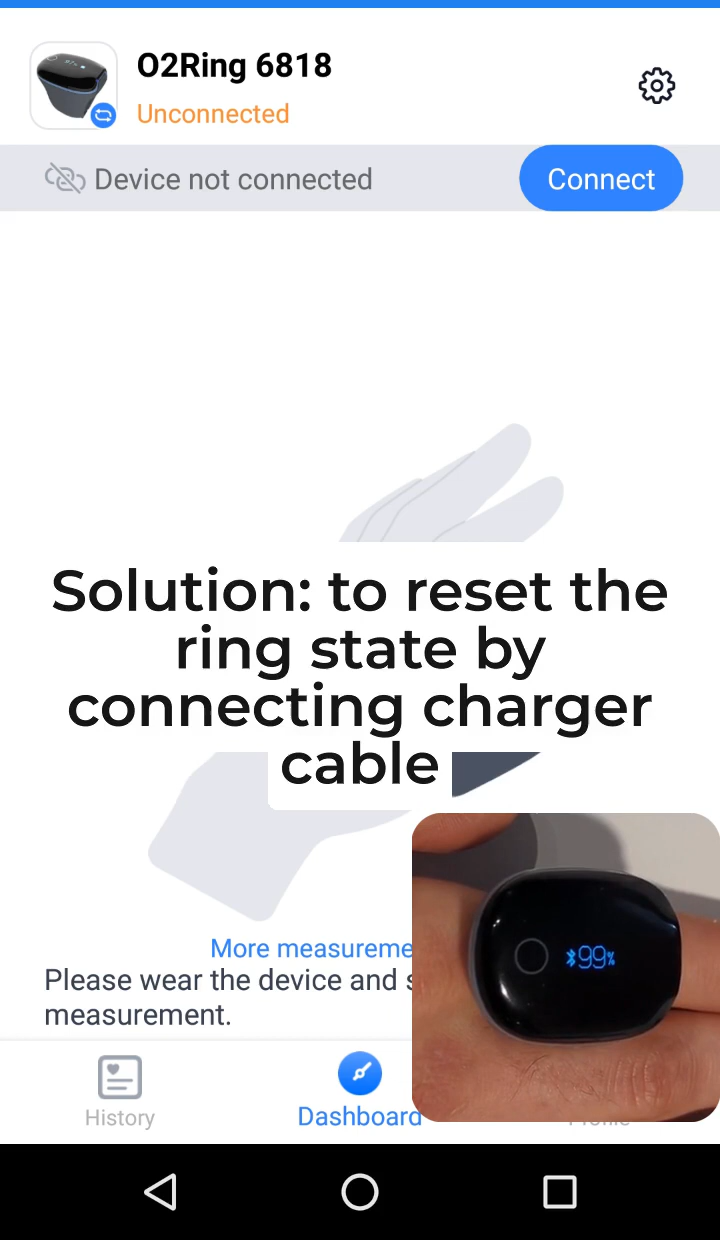 O2Ring 6818
Unconnected
Device not connected
Connect
Solution: to reset the
ring state by
connecting charger
cable
More measureme
Please wear the device and s
measurement.
99%
History
Dashboard